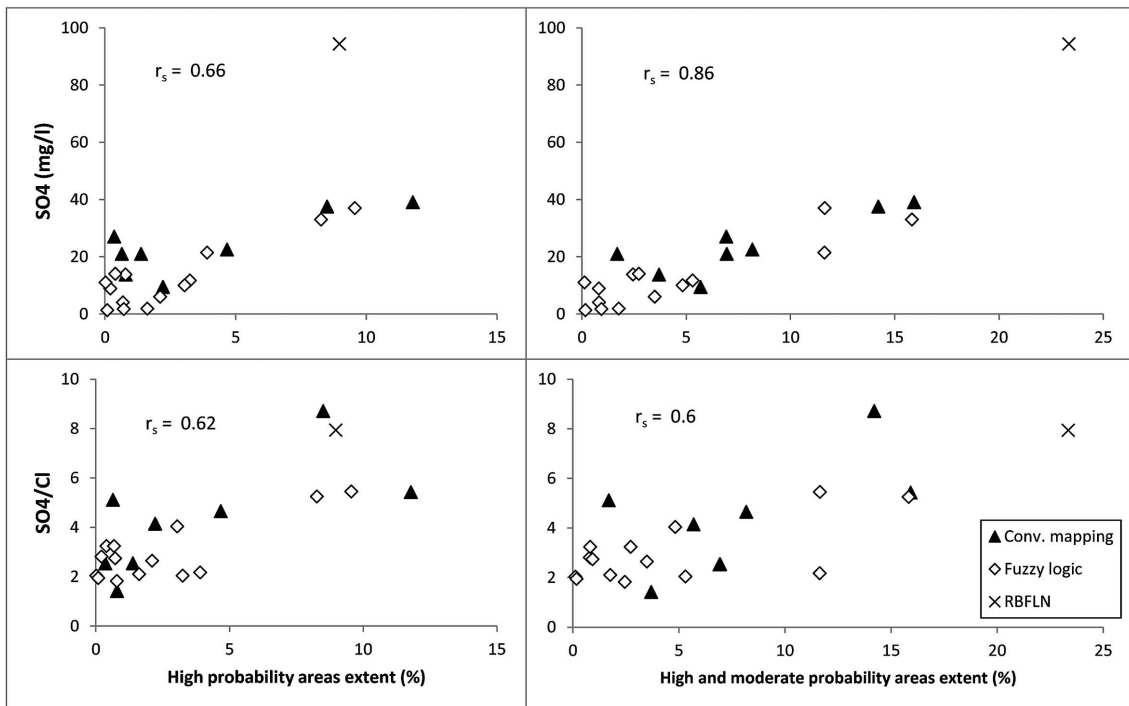 100
80
60
40
20
0
SO4 (mg/l)
r_s = 0.66
0 5 10 15
100
80
60
40
20
0
r_s = 0.86
0 5 10 15 20 25
10
8
6
4
2
0
SO4/Cl
r_s = 0.62
0 5 10 15
High probability areas extent (%)
10
8
6
4
2
0
r_s = 0.6
Conv. mapping
Fuzzy logic
RBFLN
0 5 10 15 20 25
High and moderate probability areas extent (%)